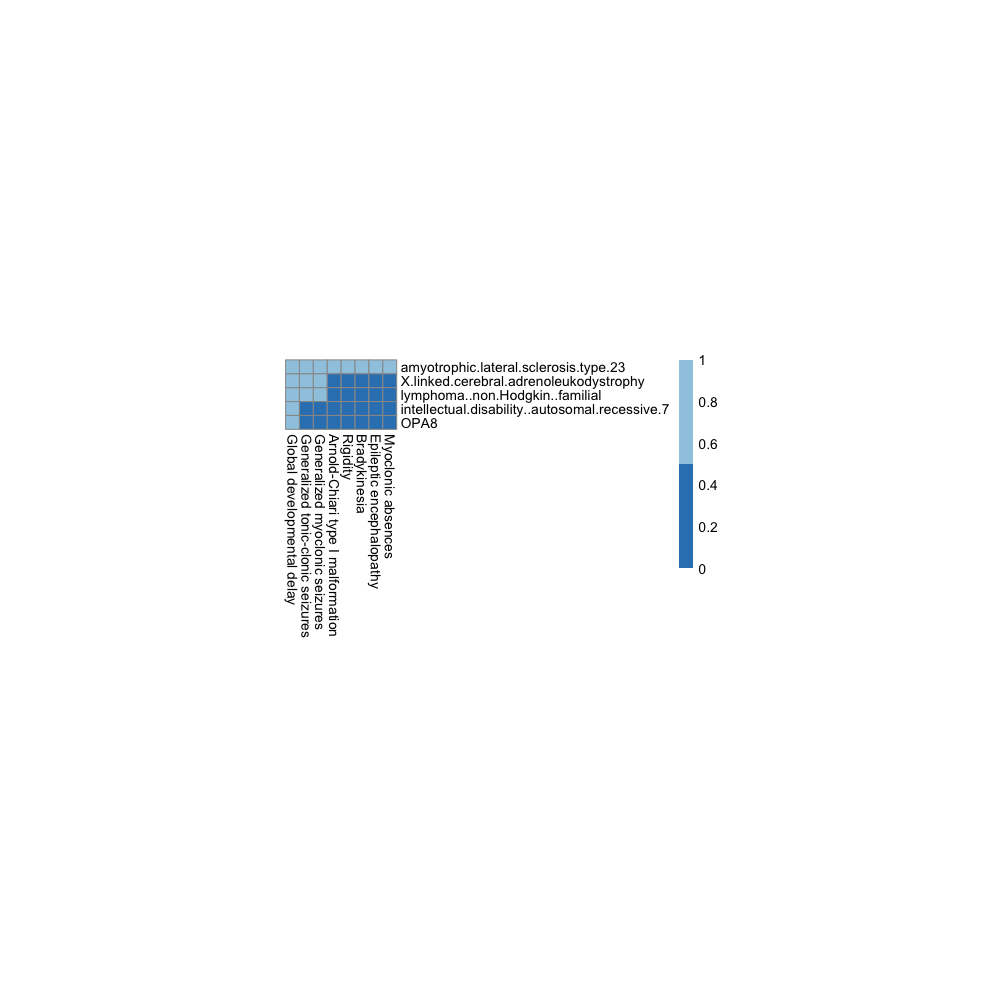 amyotrophic.lateral.sclerosis.type.23
X.linked.cerebral.adrenoleukodystrophy
lymphoma..non.Hodgkin..familial
intellectual.disability..autosomal.recessive.7
OPA8
Global developmental delay
Generalized tonic-clonic seizures
Generalized myoclonic seizures
Arnold-Chiari type I malformation
Rigidity
Bradykinesia
Epileptic encephalopathy
Myoclonic absences
1
0.8
0.6
0.4
0.2
0